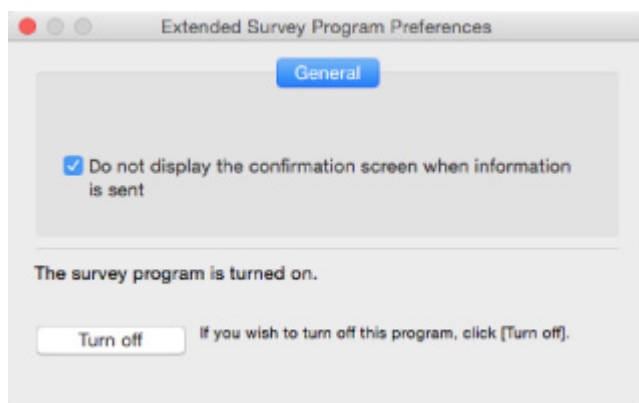 Extended Survey Program Preferences
General
Do not display the confirmation screen when information
is sent
The survey program is turned on.
Turn off
If you wish to turn off this program, click [Turn off].